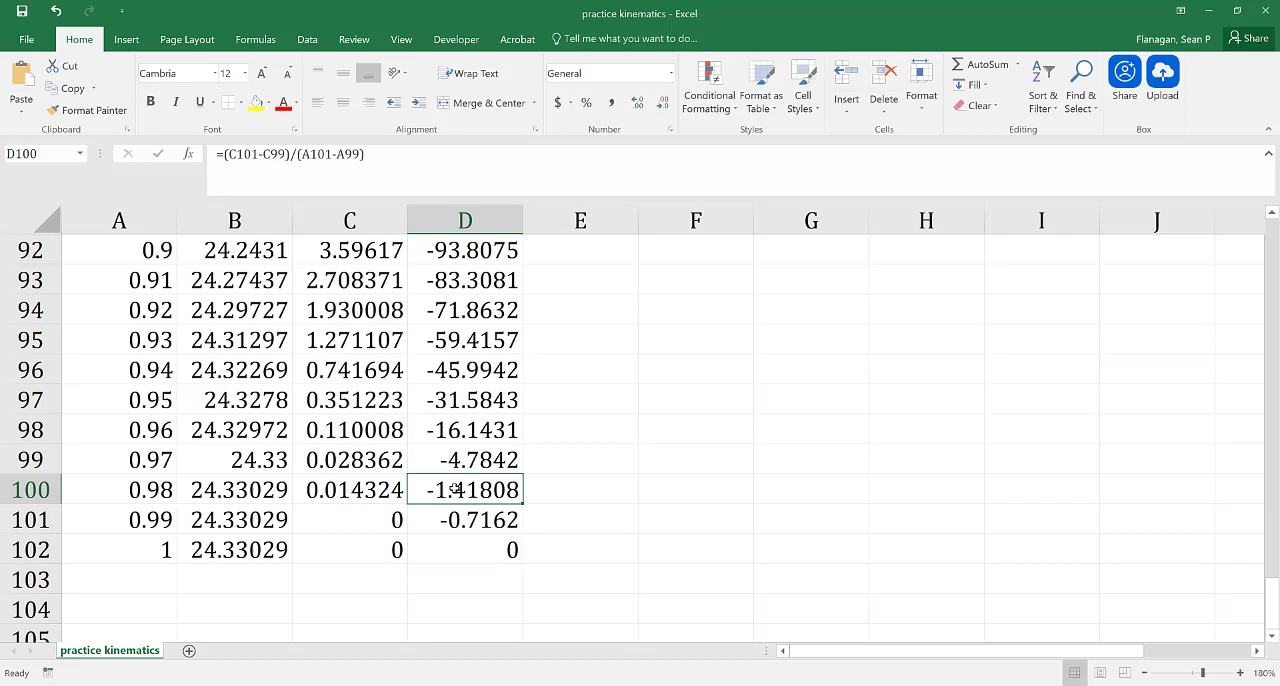 practice kinematics - Excel
File Home Insert Page Layout Formulas Data Review View Developer Acrobat Tell me what you want to do... Flanagan, Sean P Share
Paste
Cut
Copy
Format Painter
Clipboard
Cambria 12 A A
B I U A
Font
Wrap Text
Merge & Center
Alignment
General
$ % ,
Number
Conditional Formatting
Format as Table
Cell Styles
Styles
Insert Delete Format
Cells
AutoSum
Fill
Clear
Sort & Filter
Find & Select
Editing
Share Upload
Box
D100 fx =(C101-C99)/(A101-A99)
A B C D E F G H I J
92 0.9 24.2431 3.59617 -93.8075
93 0.91 24.27437 2.708371 -83.3081
94 0.92 24.29727 1.930008 -71.8632
95 0.93 24.31297 1.271107 -59.4157
96 0.94 24.32269 0.741694 -45.9942
97 0.95 24.3278 0.351223 -31.5843
98 0.96 24.32972 0.110008 -16.1431
99 0.97 24.33 0.028362 -4.7842
100 0.98 24.33029 0.014324 -1.41808
101 0.99 24.33029 0 -0.7162
102 1 24.33029 0 0
103
104
105
practice kinematics
Ready 180%